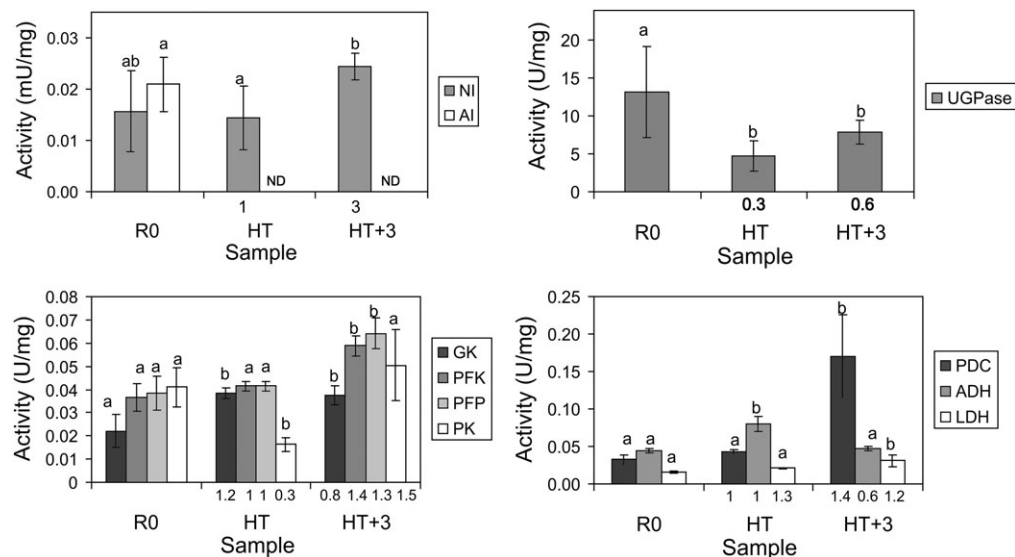 Activity (mU/mg)
0.03
0.02
0.01
0.00
ab
a
a
b
ND
ND
1
3
R0
HT
HT+3
Sample
NI
AI
Activity (U/mg)
20
15
10
5
0
a
b
b
0.3
0.6
R0
HT
HT+3
Sample
UGPase
Activity (U/mg)
0.08
0.07
0.06
0.05
0.04
0.03
0.02
0.01
0
a
a
a
a
b
a
a
b
b
b
b
a
1.2 1 1 0.3
0.8 1.4 1.3 1.5
R0
HT
HT+3
Sample
GK
PFK
PFP
PK
Activity (U/mg)
0.25
0.20
0.15
0.10
0.05
0.00
a
a
a
a
b
a
b
a
b
1 1 1.3
1.4 0.6 1.2
R0
HT
HT+3
Sample
PDC
ADH
LDH